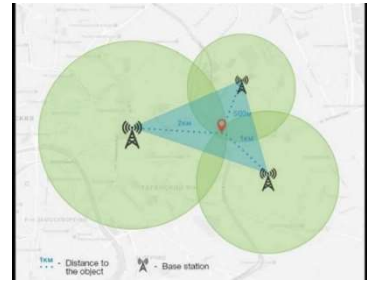 500м
2км
1км
1км - Distance to
the object
- Base station